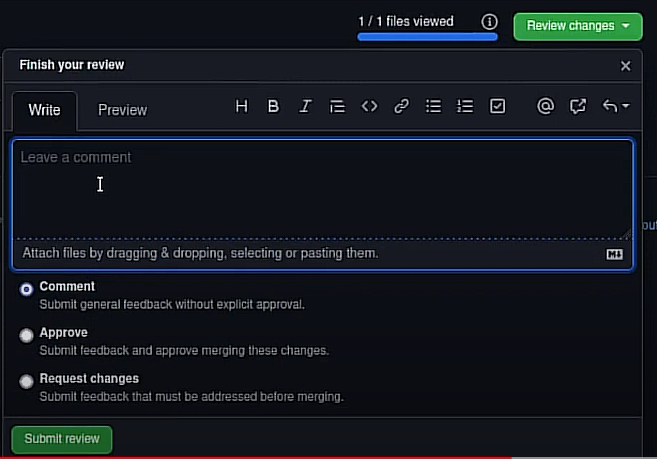 1 / 1 files viewed
Review changes
Finish your review
Write
Preview
H B I
@
Leave a comment
Attach files by dragging & dropping, selecting or pasting them.
Comment
Submit general feedback without explicit approval.
Approve
Submit feedback and approve merging these changes.
Request changes
Submit feedback that must be addressed before merging.
Submit review